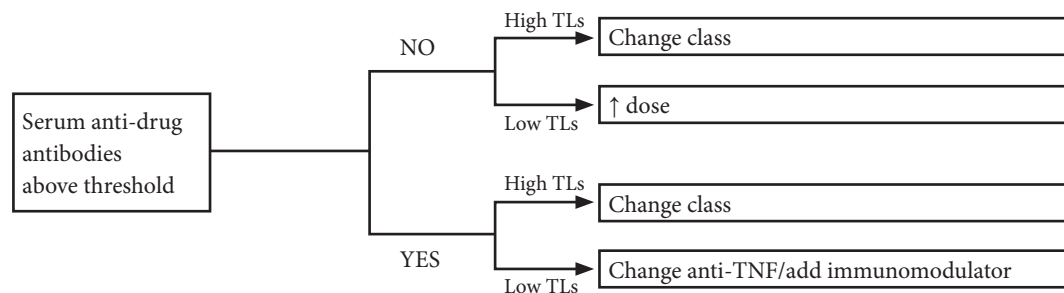 Serum anti-drug
antibodies
above threshold
NO
High TLs
Change class
Low TLs
↑ dose
YES
High TLs
Change class
Low TLs
Change anti-TNF/add immunomodulator